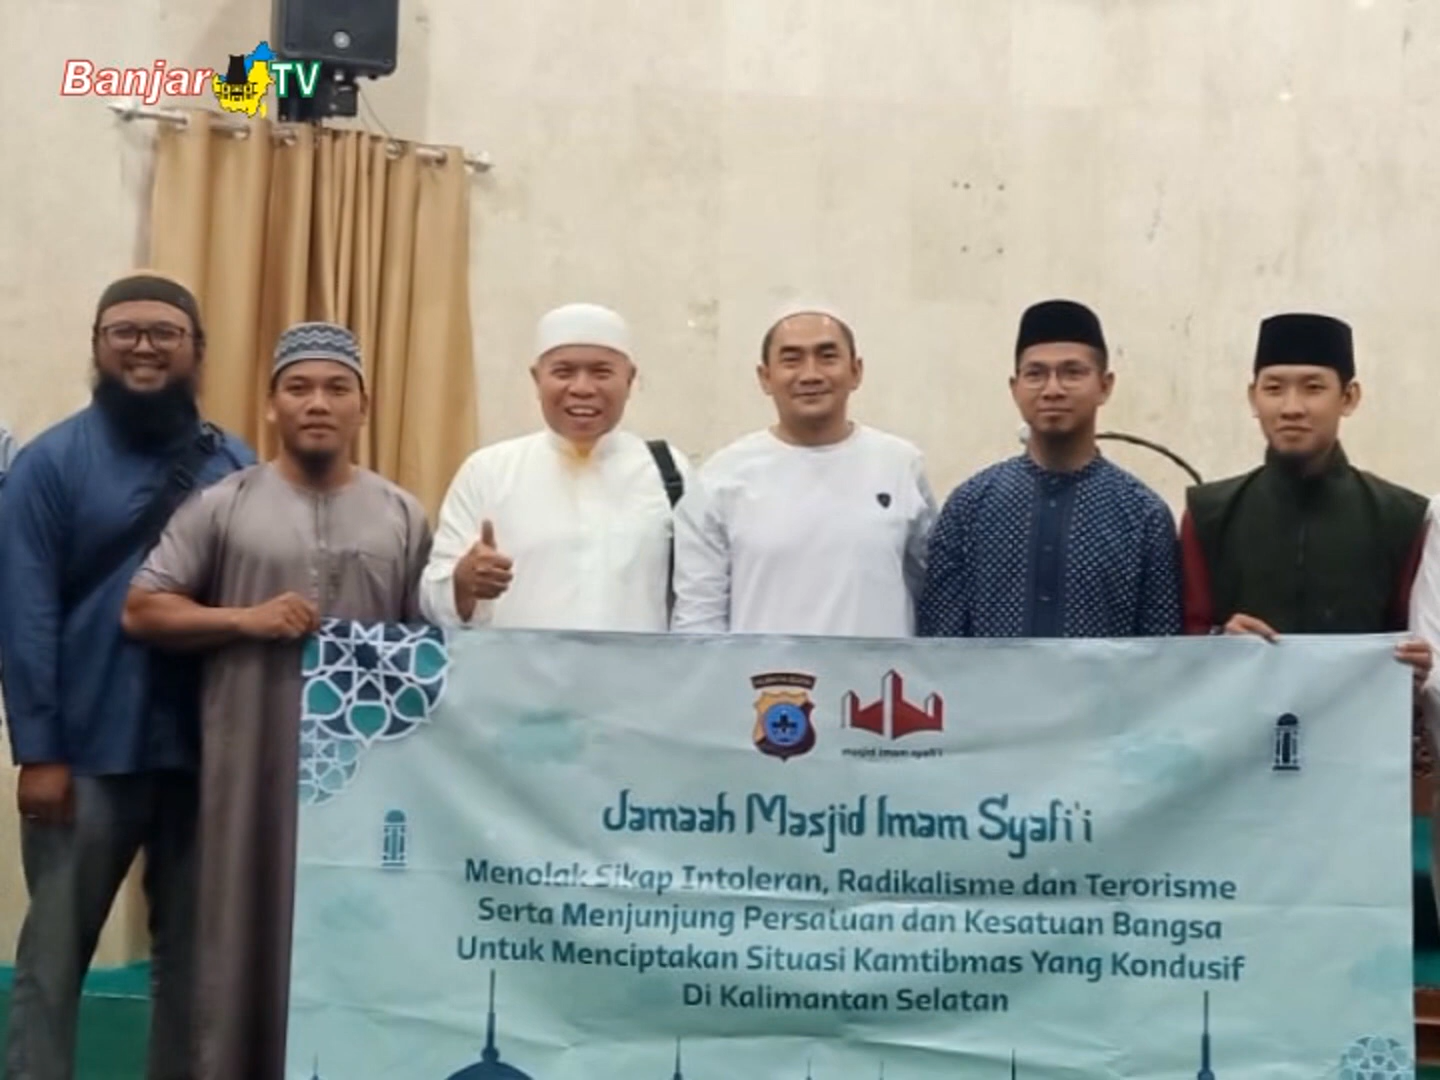 Banjar TV
masjid imam syafi'i
Jamaah Masjid Imam Syafi'i
Menolak Sikap Intoleran, Radikalisme dan Terorisme
Serta Menjunjung Persatuan dan Kesatuan Bangsa
Untuk Menciptakan Situasi Kamtibmas Yang Kondusif
Di Kalimantan Selatan